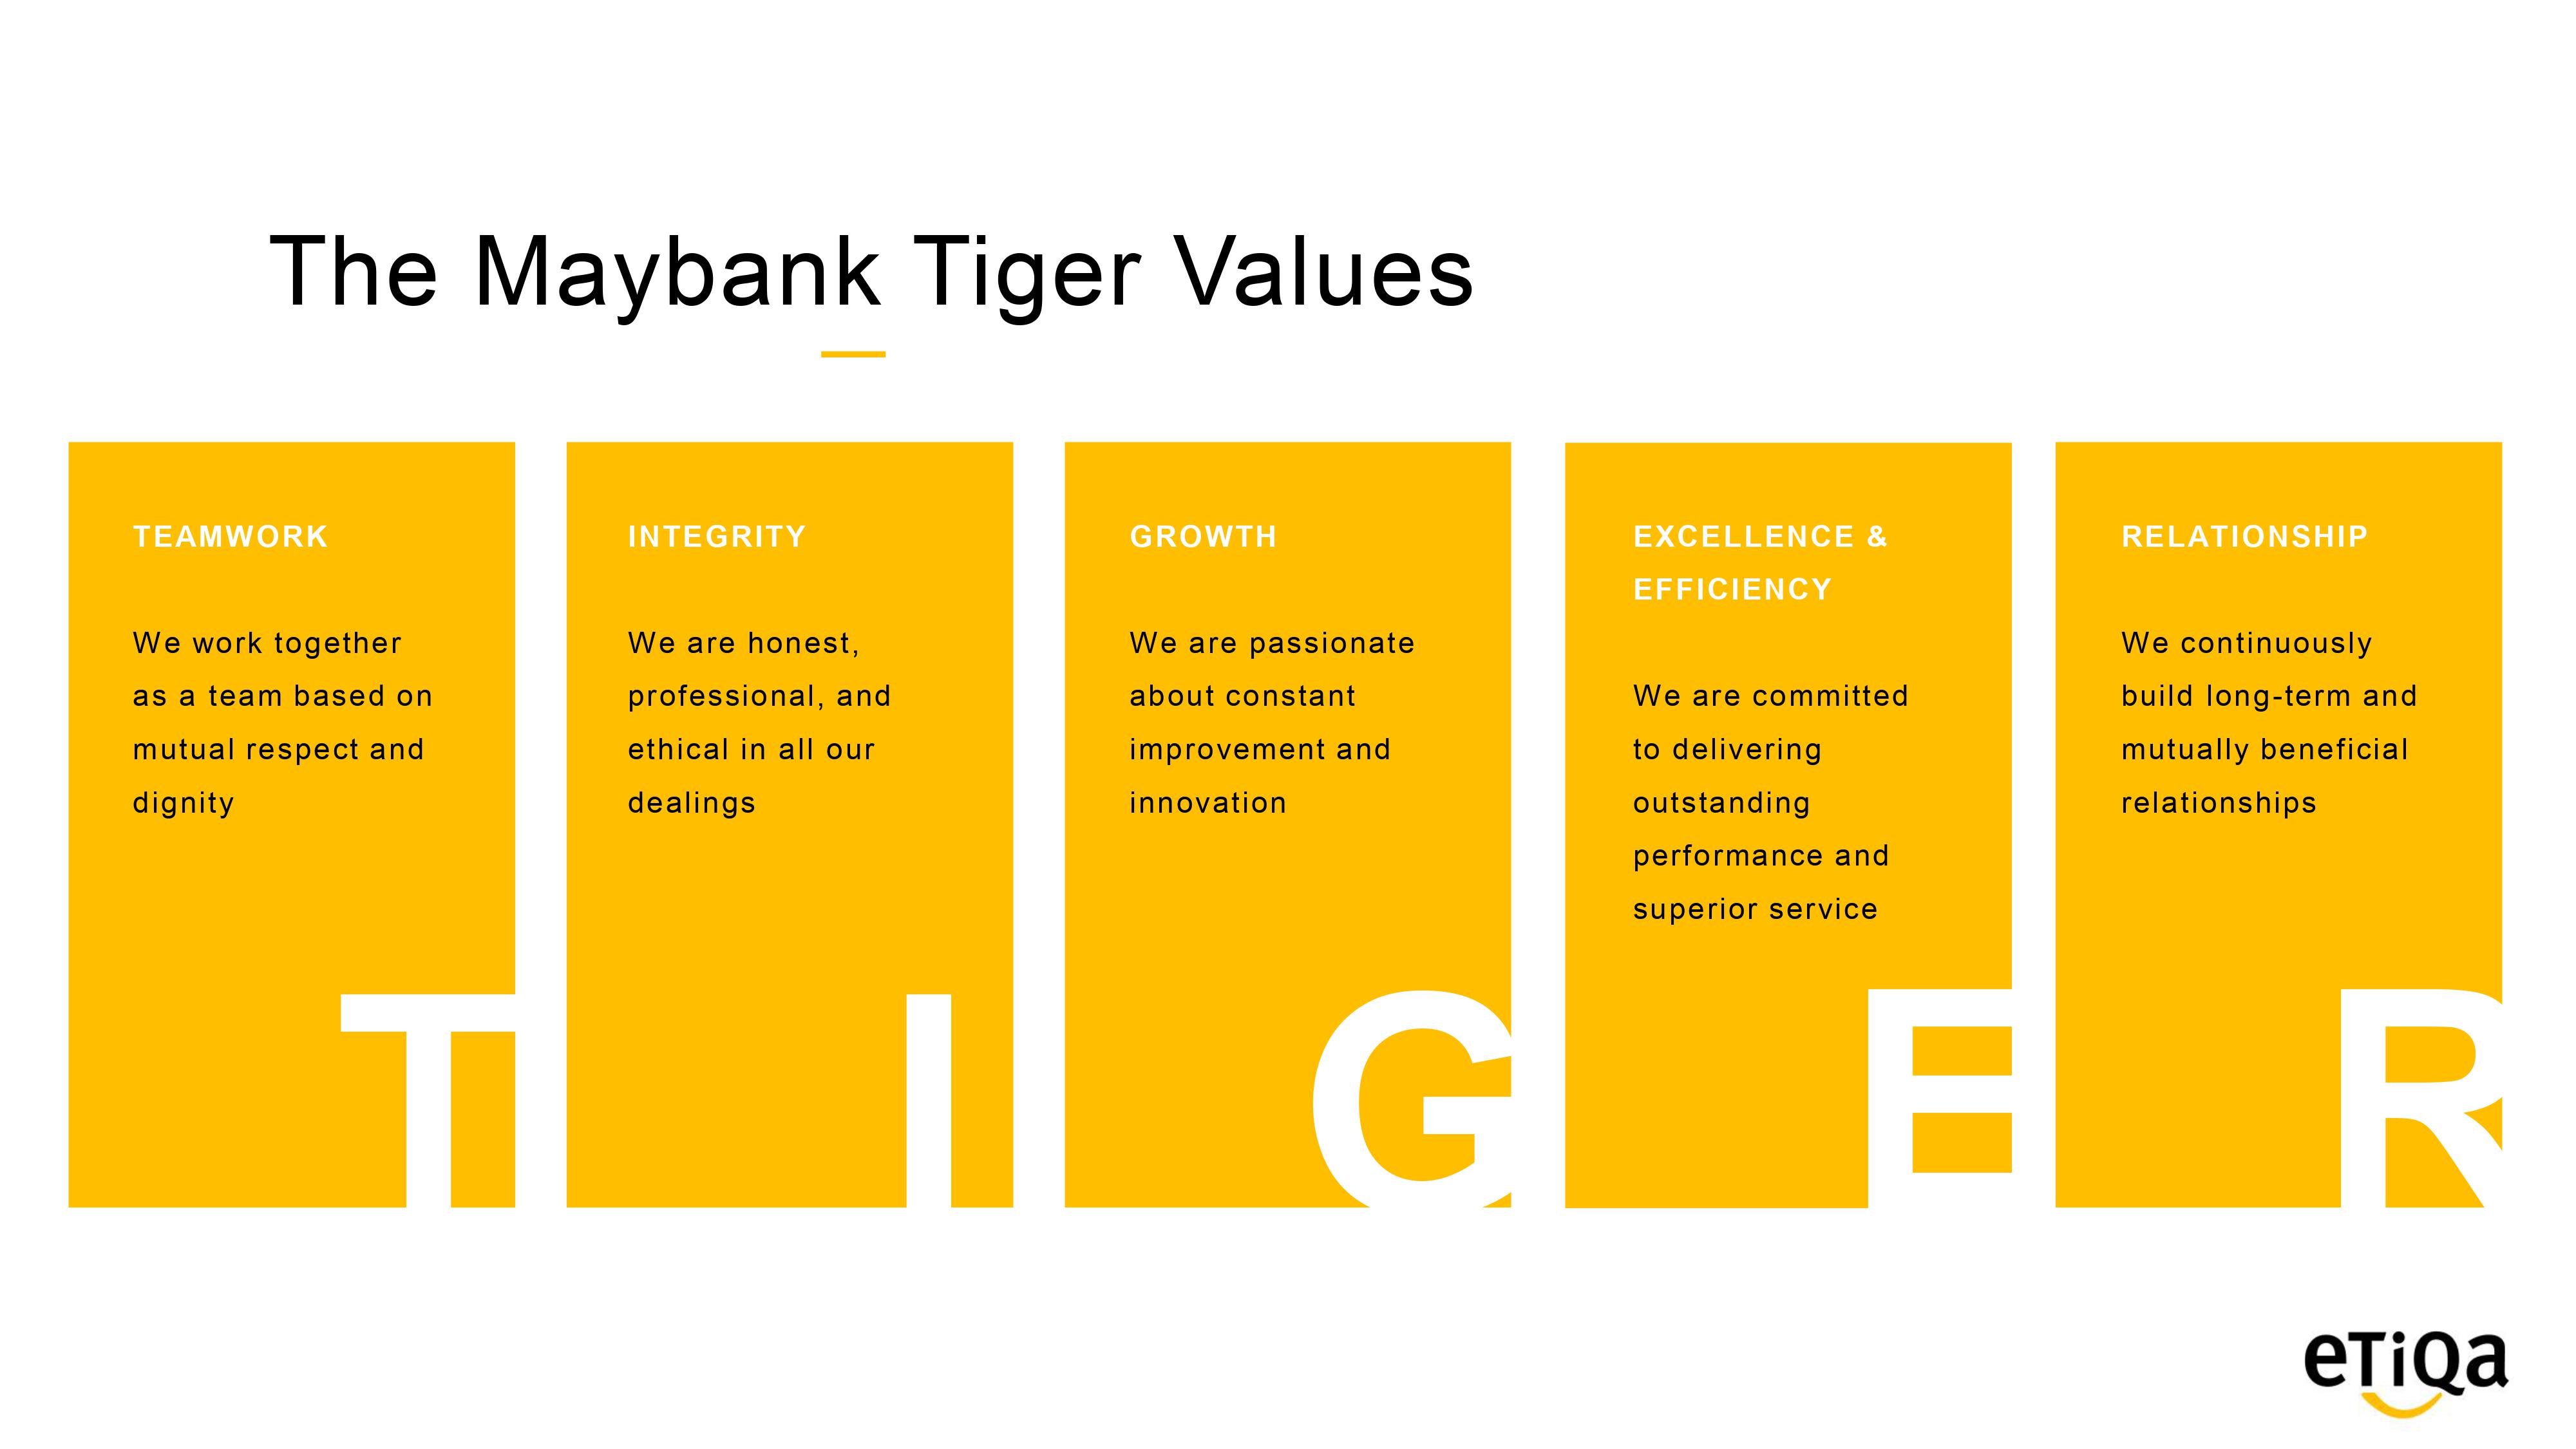 The Maybank Tiger Values
TEAMWORK
We work together
as a team based on
mutual respect and
dignity
T
INTEGRITY
We are honest,
professional, and
ethical in all our
dealings
I
GROWTH
We are passionate
about constant
improvement and
innovation
G
EXCELLENCE &
EFFICIENCY
We are committed
to delivering
outstanding
performance and
superior service
E
RELATIONSHIP
We continuously
build long-term and
mutually beneficial
relationships
R
eTiQa